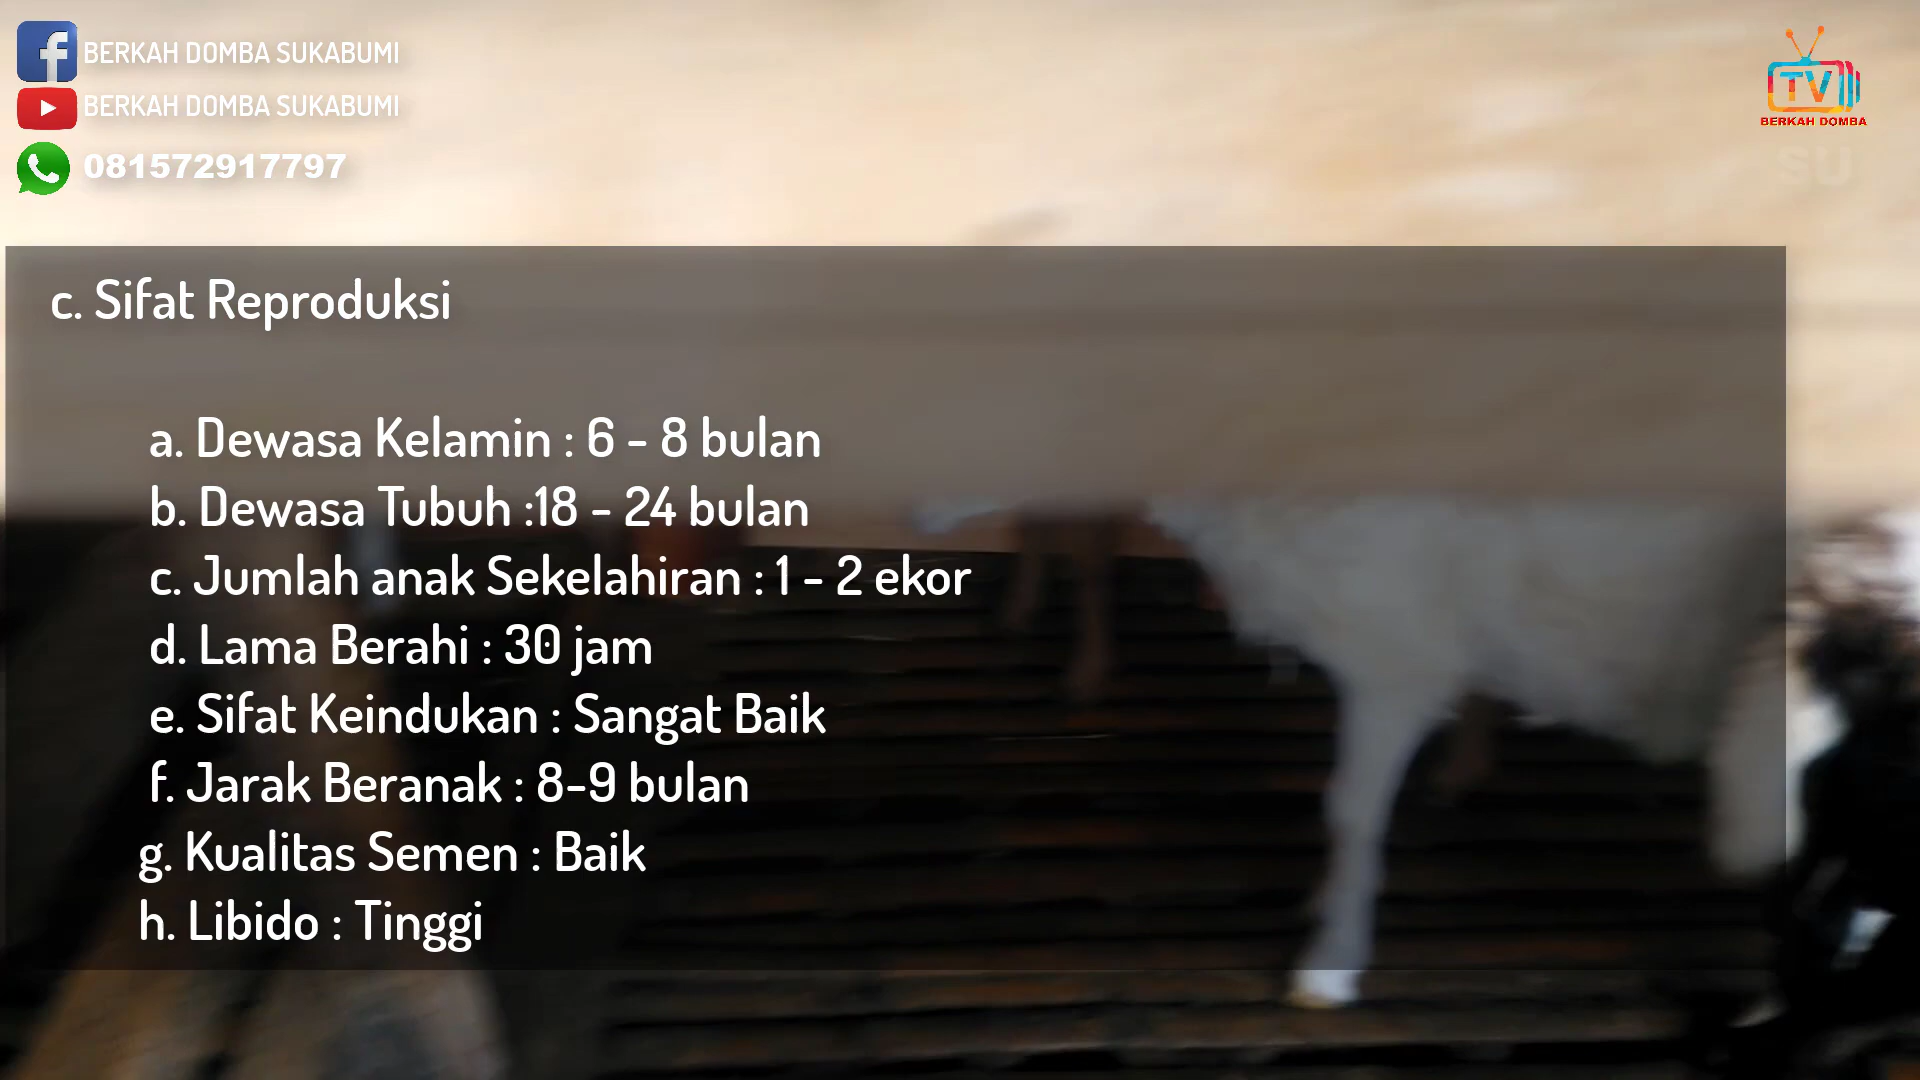 BERKAH DOMBA SUKABUMI
BERKAH DOMBA SUKABUMI
081572917797
TV
BERKAH DOMBA
SU
c. Sifat Reproduksi
a. Dewasa Kelamin : 6 - 8 bulan
b. Dewasa Tubuh :18 - 24 bulan
c. Jumlah anak Sekelahiran : 1 - 2 ekor
d. Lama Berahi : 30 jam
e. Sifat Keindukan : Sangat Baik
f. Jarak Beranak : 8-9 bulan
g. Kualitas Semen : Baik
h. Libido : Tinggi